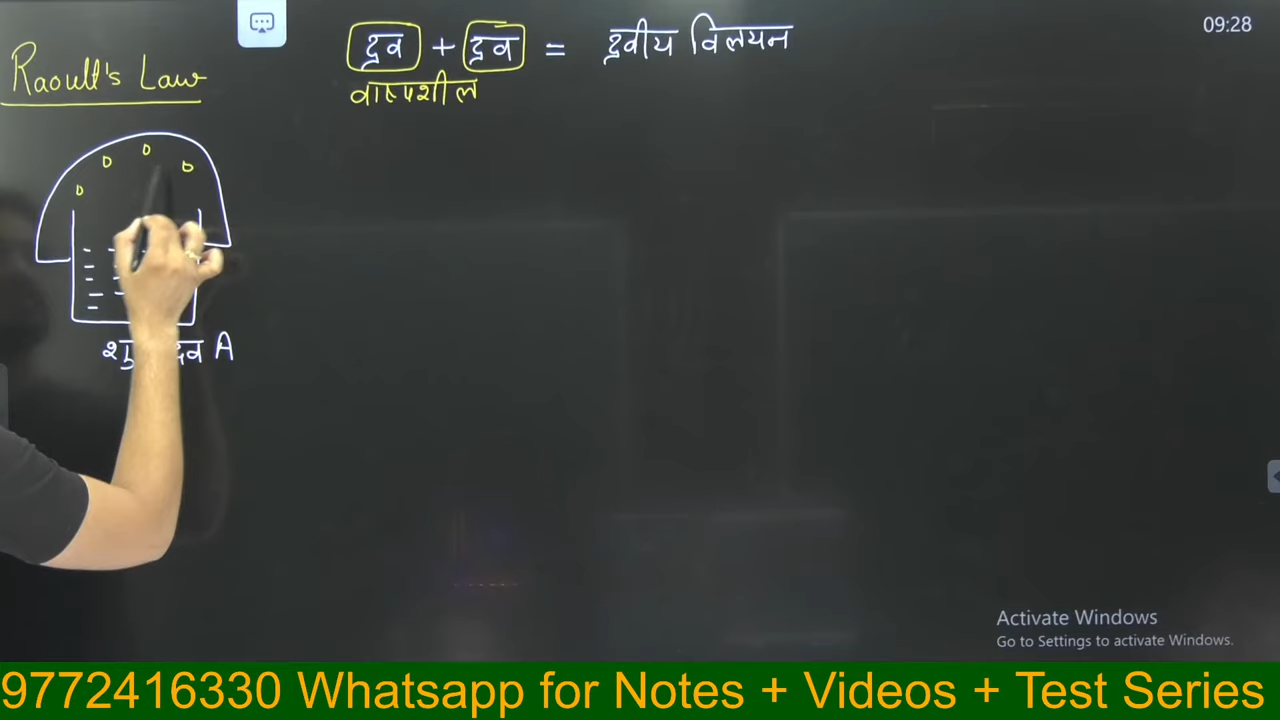 09:28
द्रव + द्रव = द्रवीय विलयन
Raoult's Law
वाष्पशील
A
Activate Windows
Go to Settings to activate Windows.
9772416330 Whatsapp for Notes + Videos + Test Series